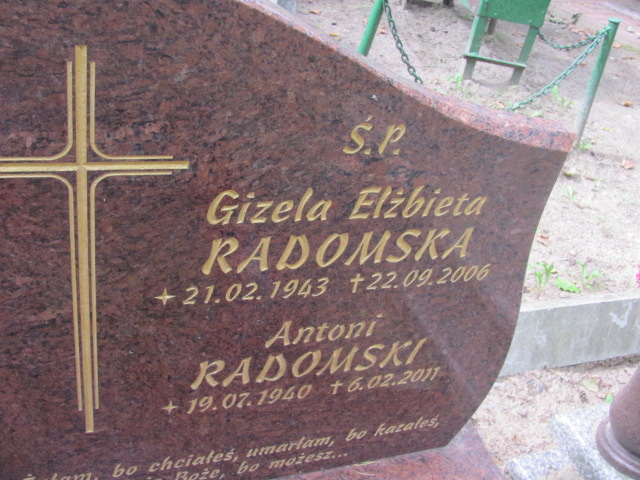 Ś.P.
Gizela Elżbieta
RADOMSKA
21.02.1943 †22.09.2006
Antoni
RADOMSKI
19.07.1940 †6.02.2011
bo chciałeś, umarłam, bo kazałeś,
Boże, bo możesz...